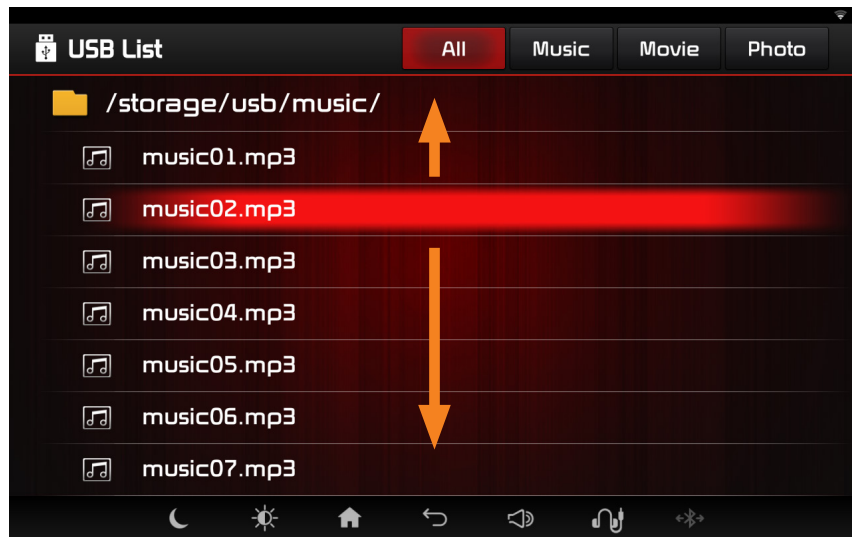 USB List All Music Movie Photo
/storage/usb/music/
music01.mp3
music02.mp3
music03.mp3
music04.mp3
music05.mp3
music06.mp3
music07.mp3